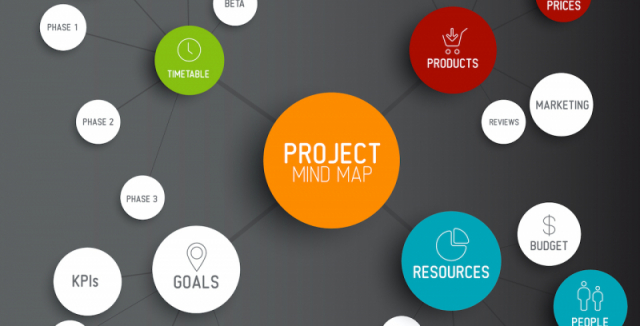 PHASE 1
BETA
PRICES
TIMETABLE
PRODUCTS
MARKETING
PHASE 2
REVIEWS
PROJECT
MIND MAP
PHASE 3
BUDGET
KPIs
GOALS
RESOURCES
PEOPLE